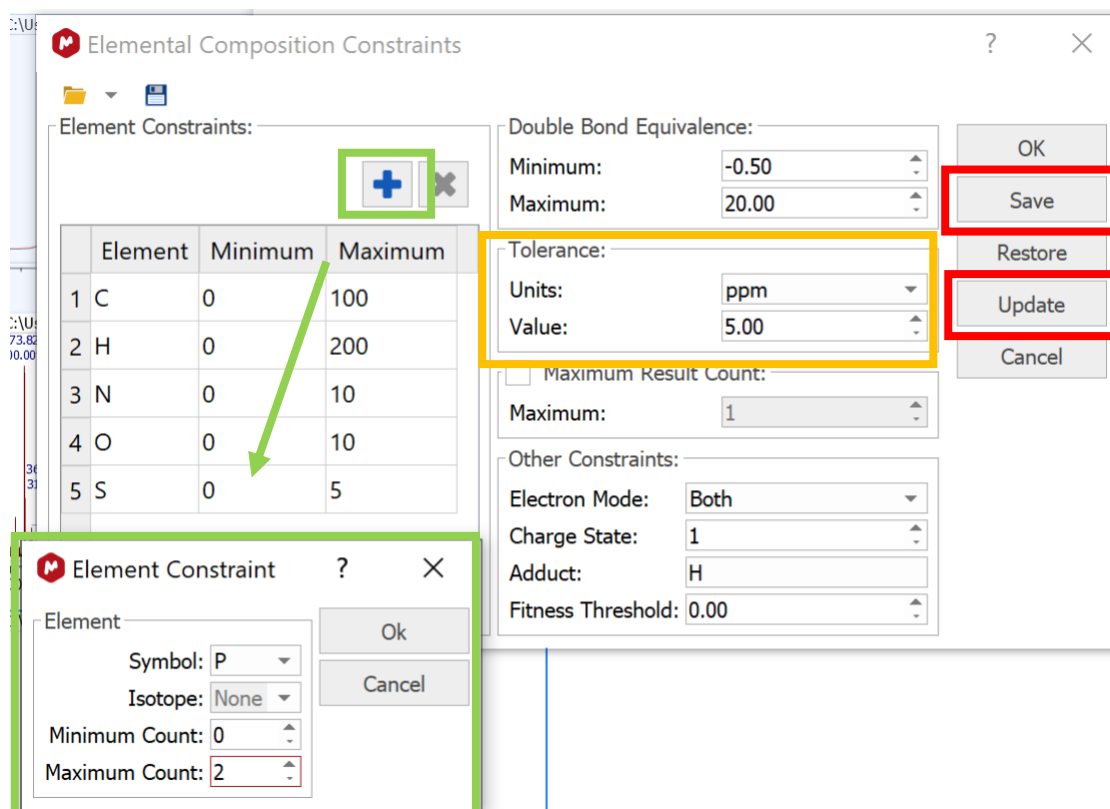 C:\Us
Elemental Composition Constraints
?
Element Constraints:
Element Minimum Maximum
1 C 0 100
2 H 0 200
3 N 0 10
4 O 0 10
5 S 0 5
Double Bond Equivalence:
Minimum: -0.50
Maximum: 20.00
Tolerance:
Units: ppm
Value: 5.00
Maximum Result Count:
Maximum: 1
Other Constraints:
Electron Mode: Both
Charge State: 1
Adduct: H
Fitness Threshold: 0.00
OK
Save
Restore
Update
Cancel
Element Constraint
?
Element
Symbol: P
Isotope: None
Minimum Count: 0
Maximum Count: 2
Ok
Cancel